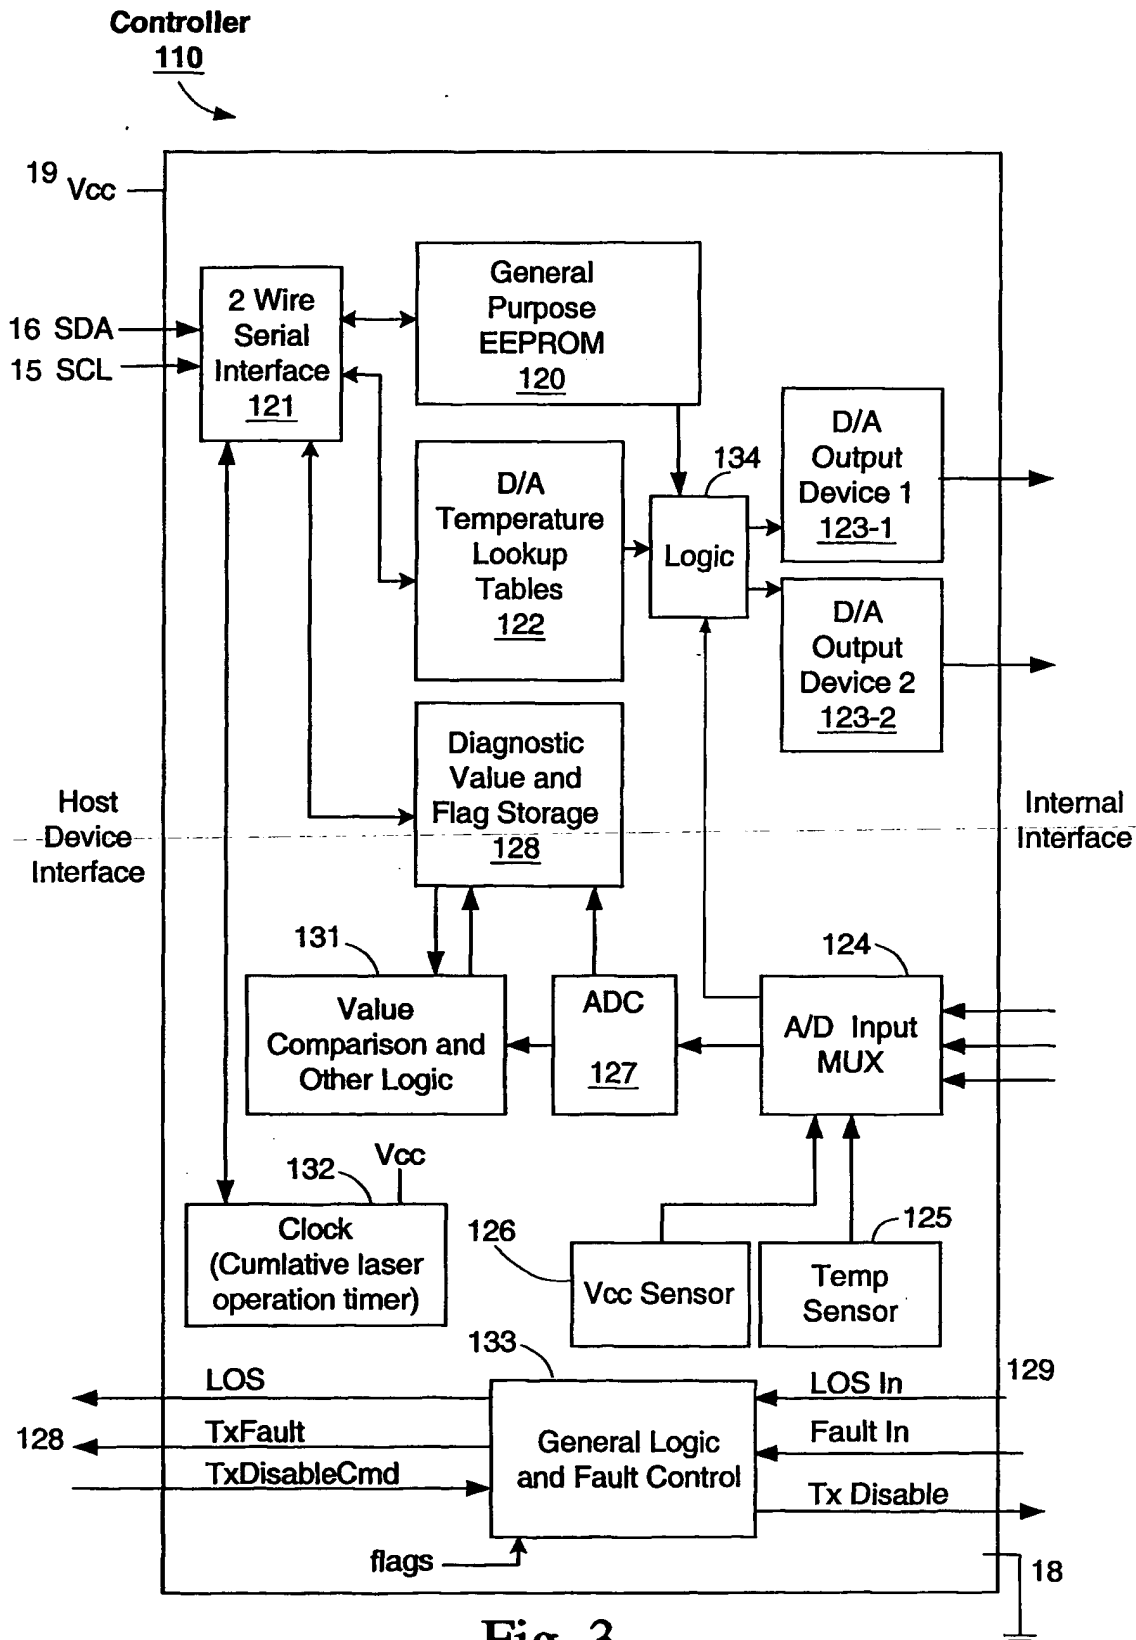 Controller
110
19 Vcc
16 SDA
15 SCL
2 Wire
Serial
Interface
121
General
Purpose
EEPROM
120
D/A
Temperature
Lookup
Tables
122
134
Logic
D/A
Output
Device 1
123-1
D/A
Output
Device 2
123-2
Diagnostic
Value and
Flag Storage
128
Host
Device
Interface
Internal
Interface
131
Value
Comparison and
Other Logic
ADC
127
124
A/D Input
MUX
132
Vcc
Clock
(Cumlative laser
operation timer)
126
Vcc Sensor
125
Temp
Sensor
133
General Logic
and Fault Control
LOS
TxFault
128
TxDisableCmd
flags
LOS In
129
Fault In
Tx Disable
18
Fig. 3